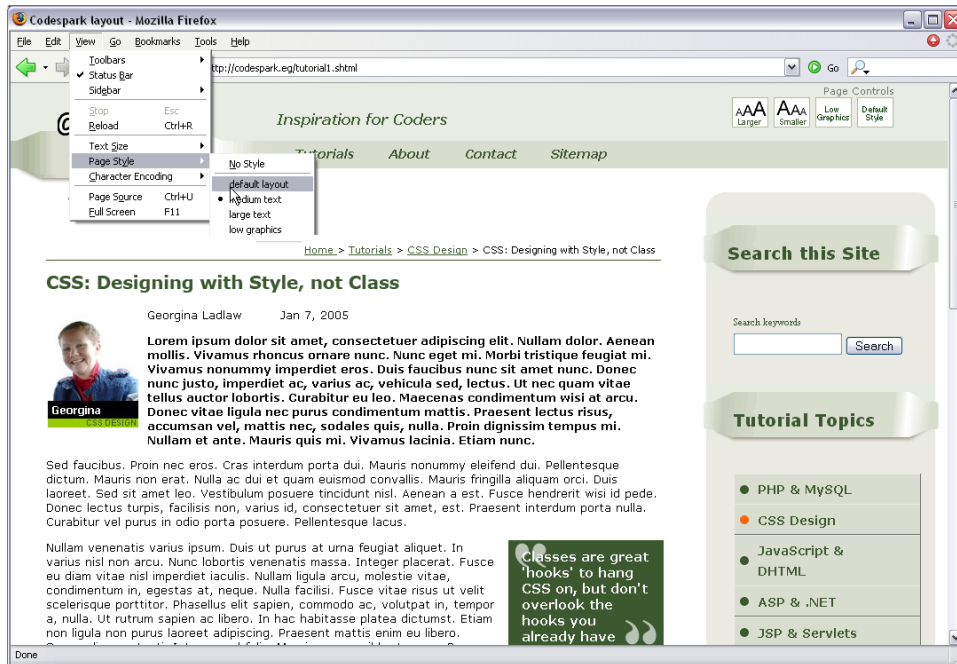 Codespark layout - Mozilla Firefox
File Edit View Go Bookmarks Tools Help
ttp://codespark.eg/tutorial1.shtml
Go
Toolbars
Status Bar
Sidebar
Stop Esc
Reload Ctrl+R
Text Size
Page Style
Character Encoding
Page Source Ctrl+U
Full Screen F11
No Style
default layout
medium text
large text
low graphics
@
Inspiration for Coders
Page Controls
AAA Larger
AAA Smaller
Low Graphics
Default Style
Tutorials About Contact Sitemap
Home > Tutorials > CSS Design > CSS: Designing with Style, not Class
CSS: Designing with Style, not Class
Georgina Ladlaw Jan 7, 2005
Lorem ipsum dolor sit amet, consectetuer adipiscing elit. Nullam dolor. Aenean
mollis. Vivamus rhoncus ornare nunc. Nunc eget mi. Morbi tristique feugiat mi.
Vivamus nonummy imperdiet eros. Duis faucibus nunc sit amet nunc. Donec
nunc justo, imperdiet ac, varius ac, vehicula sed, lectus. Ut nec quam vitae
tellus auctor lobortis. Curabitur eu leo. Maecenas condimentum wisi at arcu.
Donec vitae ligula nec purus condimentum mattis. Praesent lectus risus,
accumsan vel, mattis nec, sodales quis, nulla. Proin dignissim tempus mi.
Nullam et ante. Mauris quis mi. Vivamus lacinia. Etiam nunc.
Georgina
CSS DESIGN
Sed faucibus. Proin nec eros. Cras interdum porta dui. Mauris nonummy eleifend dui. Pellentesque
dictum. Mauris non erat. Nulla ac dui et quam euismod convallis. Mauris fringilla aliquam orci. Duis
laoreet. Sed sit amet leo. Vestibulum posuere tincidunt nisl. Aenean a est. Fusce hendrerit wisi id pede.
Donec lectus turpis, facilisis non, varius id, consectetuer sit amet, est. Praesent interdum porta nulla.
Curabitur vel purus in odio porta posuere. Pellentesque lacus.
Nullam venenatis varius ipsum. Duis ut purus at urna feugiat aliquet. In
varius nisl non arcu. Nunc lobortis venenatis massa. Integer placerat. Fusce
eu diam vitae nisl imperdiet iaculis. Nullam ligula arcu, molestie vitae,
condimentum in, egestas at, neque. Nulla facilisi. Fusce vitae risus ut velit
scelerisque porttitor. Phasellus elit sapien, commodo ac, volutpat in, tempor
a, nulla. Ut rutrum sapien ac libero. In hac habitasse platea dictumst. Etiam
non ligula non purus laoreet adipiscing. Praesent mattis enim eu libero.
Classes are great
'hooks' to hang
CSS on, but don't
overlook the
hooks you
already have
Search this Site
Search keywords
Search
Tutorial Topics
PHP & MySQL
CSS Design
JavaScript &
DHTML
ASP & .NET
JSP & Servlets
Done